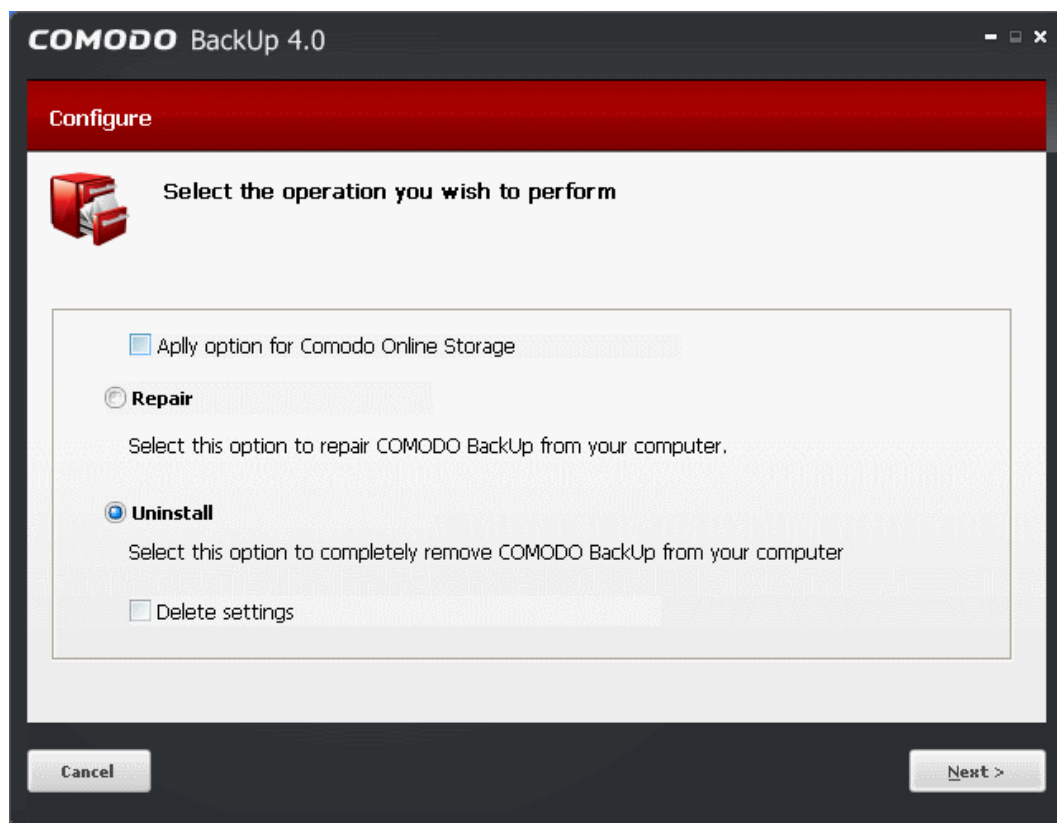 COMODO BackUp 4.0
Configure
Select the operation you wish to perform
Aplly option for Comodo Online Storage
Repair
Select this option to repair COMODO BackUp from your computer.
Uninstall
Select this option to completely remove COMODO BackUp from your computer
Delete settings
Cancel
Next >